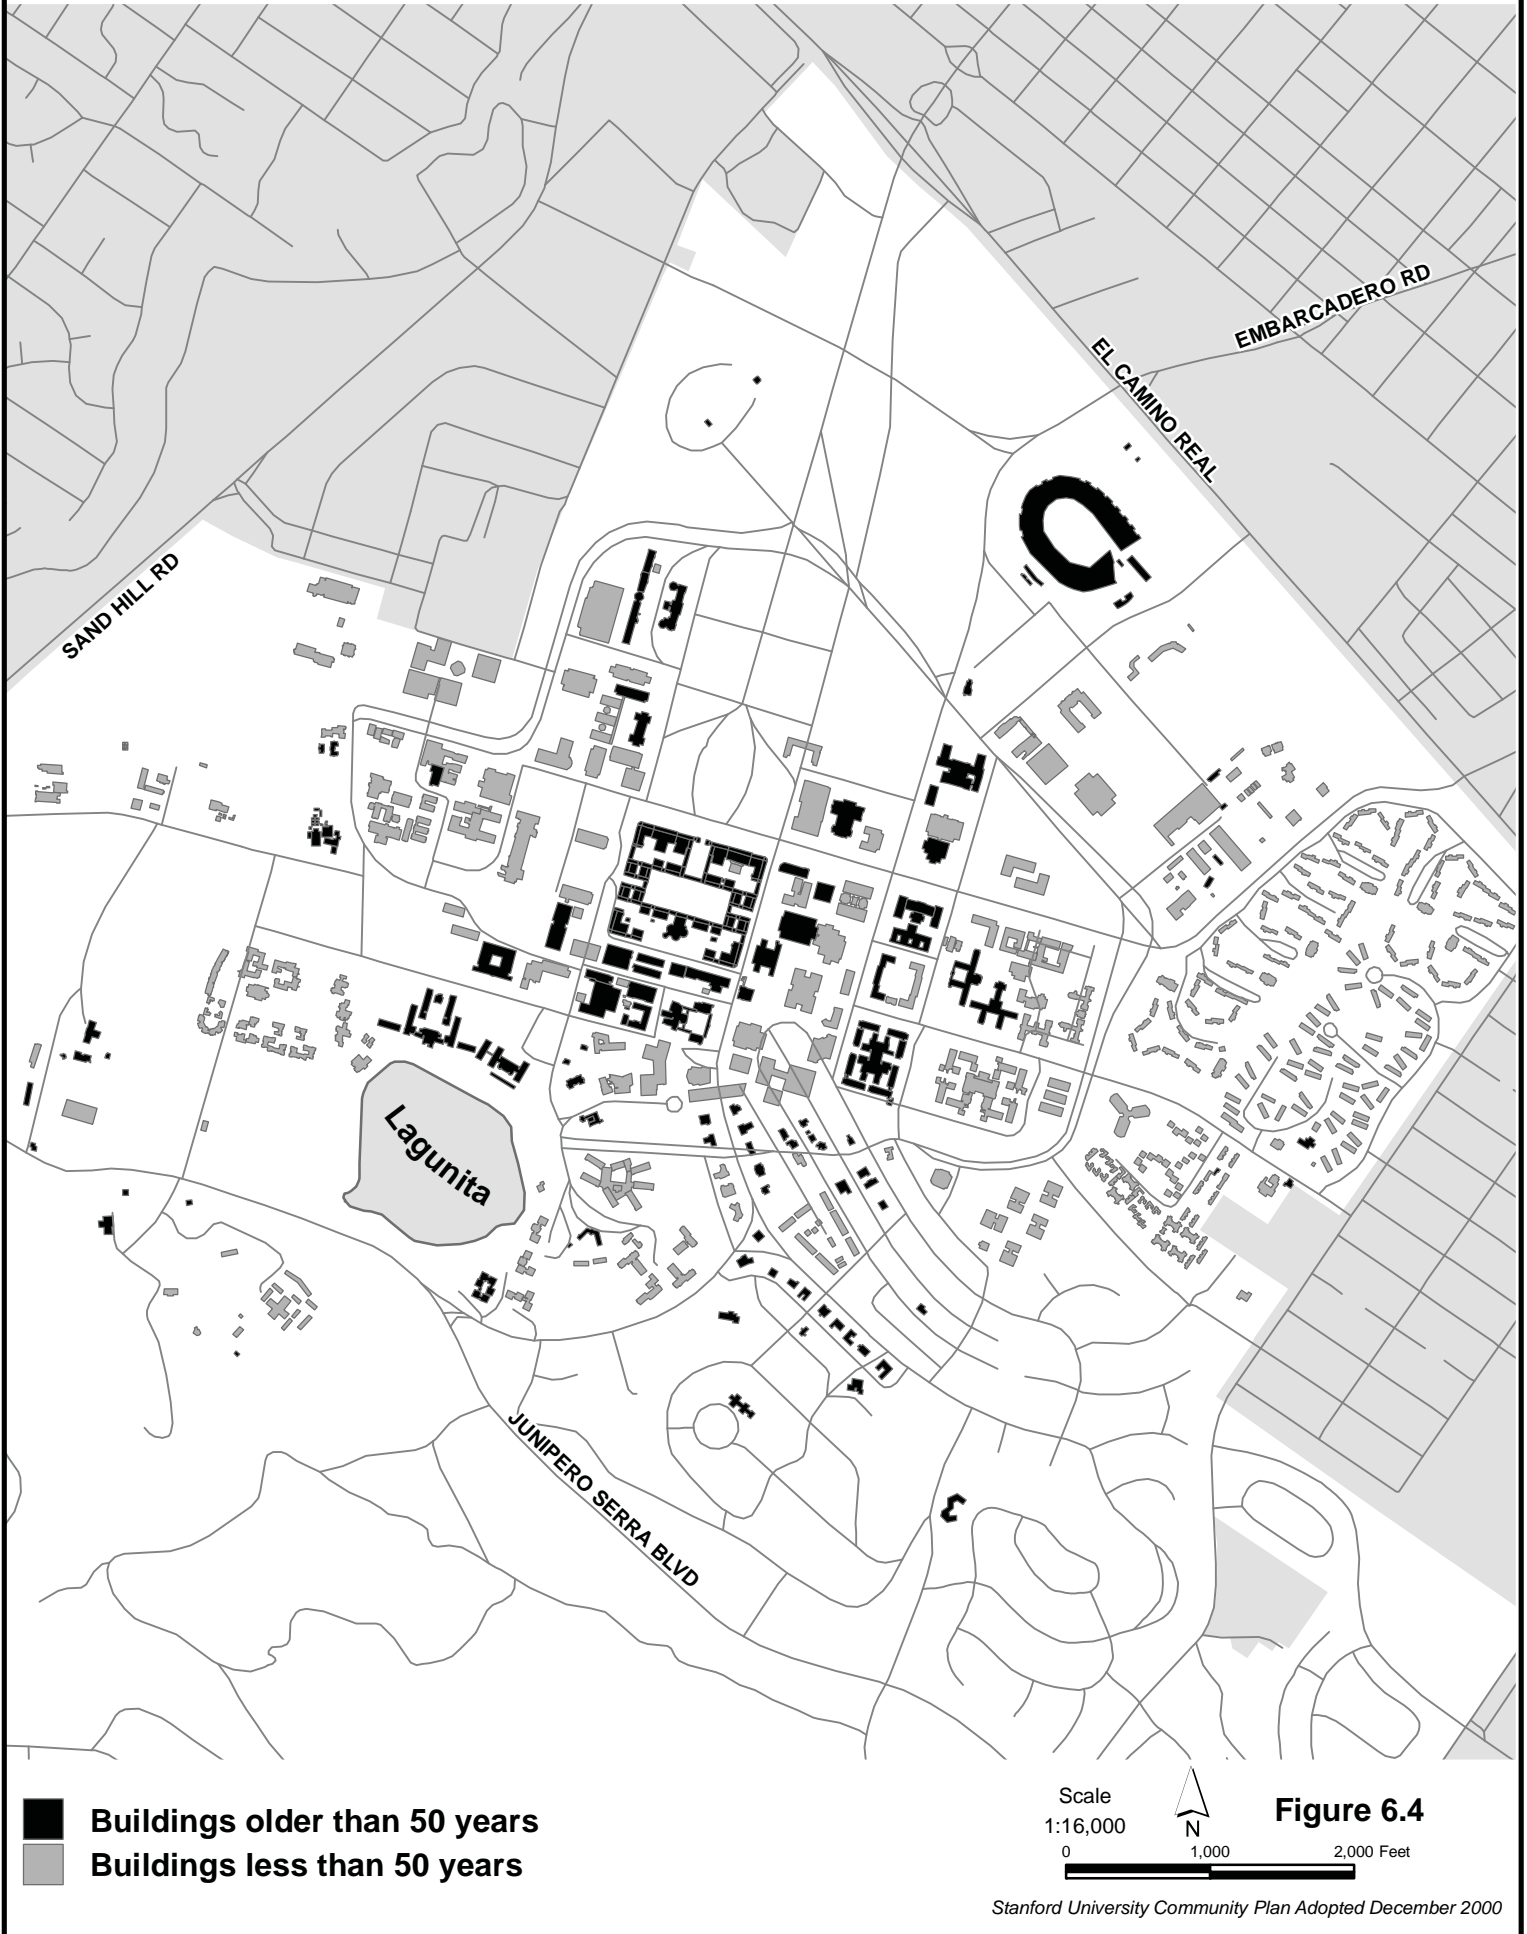 EMBARCADERO RD
EL CAMINO REAL
SAND HILL RD
Lagunita
JUNIPERO SERRA BLVD
Buildings older than 50 years
Buildings less than 50 years
Scale
1:16,000
N
Figure 6.4
0 1,000 2,000 Feet
Stanford University Community Plan Adopted December 2000